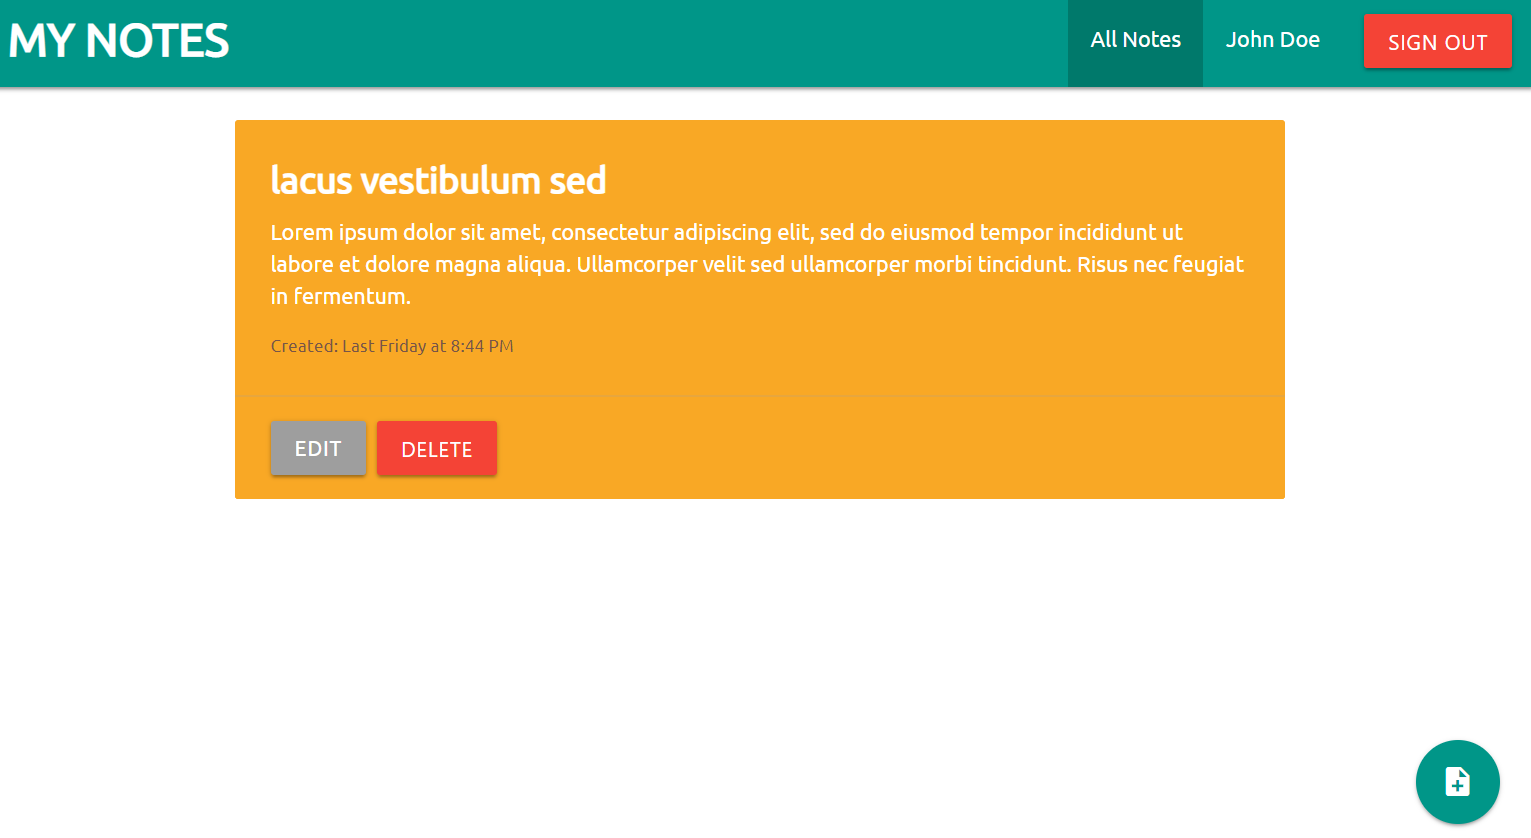 MY NOTES
All Notes
John Doe
SIGN OUT
lacus vestibulum sed
Lorem ipsum dolor sit amet, consectetur adipiscing elit, sed do eiusmod tempor incididunt ut
labore et dolore magna aliqua. Ullamcorper velit sed ullamcorper morbi tincidunt. Risus nec feugiat
in fermentum.
Created: Last Friday at 8:44 PM
EDIT
DELETE